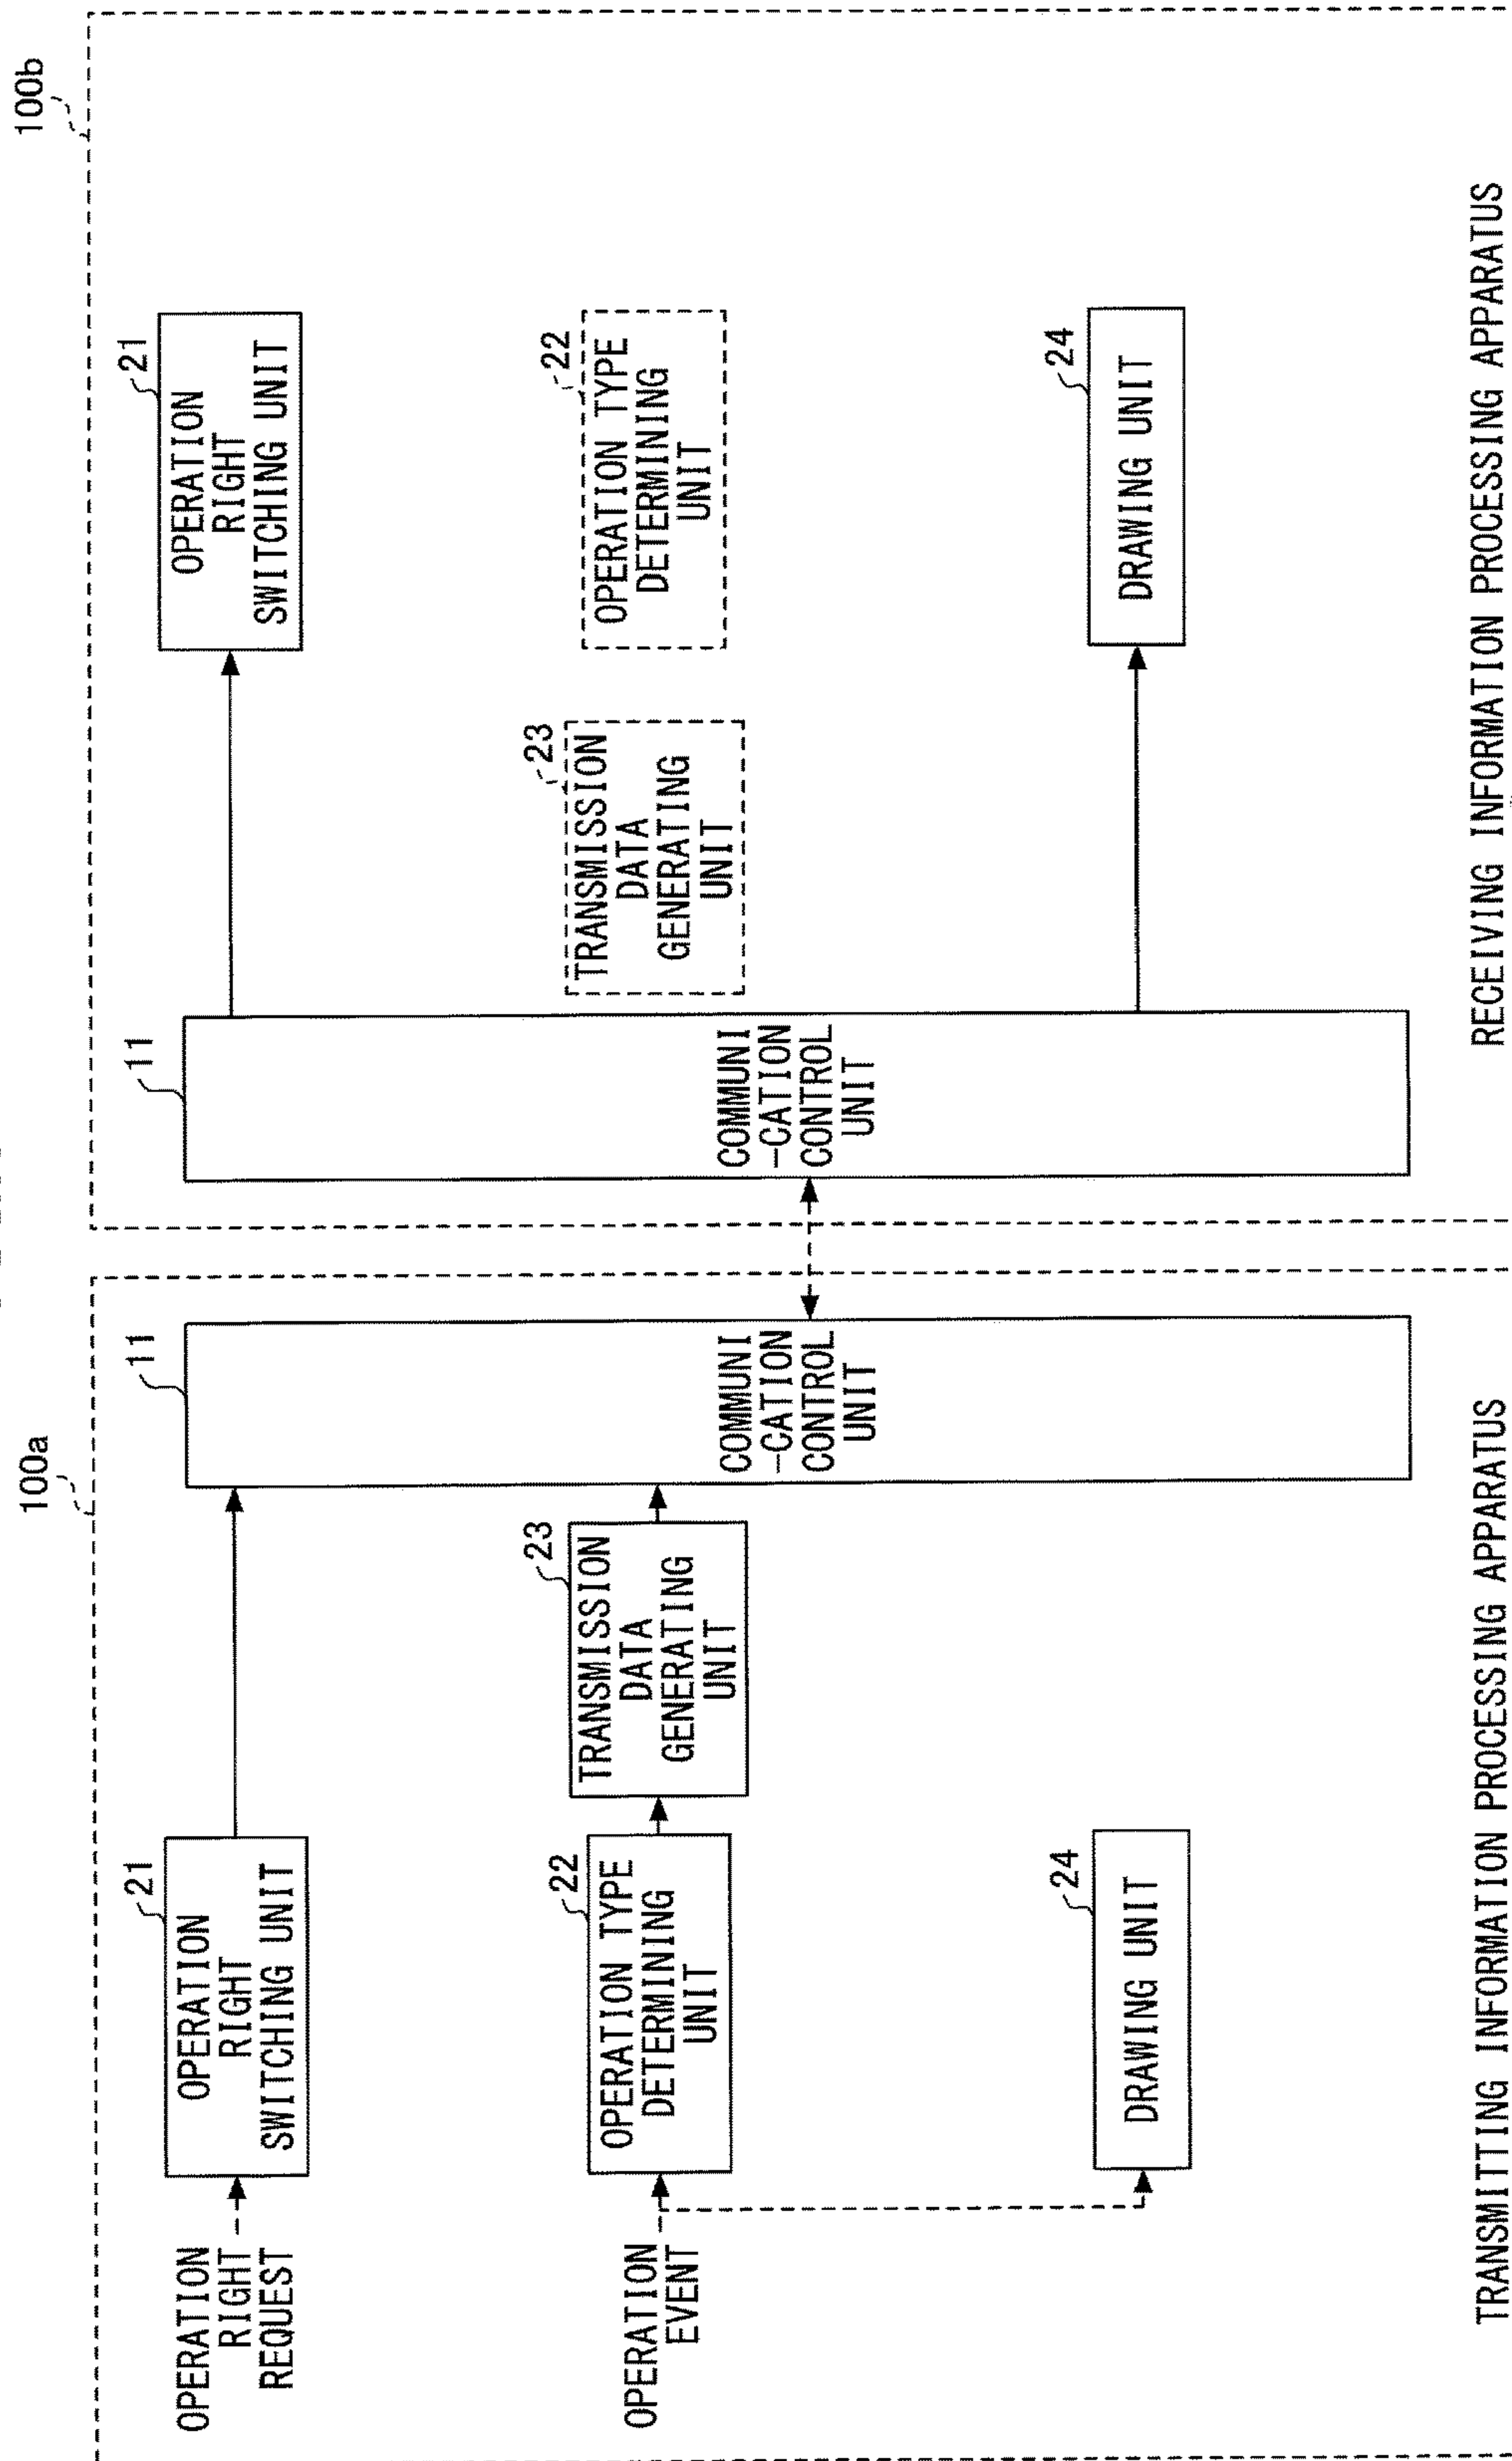 100a
OPERATION
RIGHT
REQUEST
21
OPERATION
RIGHT
SWITCHING UNIT
OPERATION
EVENT
22
OPERATION TYPE
DETERMINING
UNIT
23
TRANSMISSION
DATA
GENERATING
UNIT
24
DRAWING UNIT
11
COMMUNI
-CATION
CONTROL
UNIT
TRANSMITTING INFORMATION PROCESSING APPARATUS
100b
11
COMMUNI
-CATION
CONTROL
UNIT
21
OPERATION
RIGHT
SWITCHING UNIT
23
TRANSMISSION
DATA
GENERATING
UNIT
22
OPERATION TYPE
DETERMINING
UNIT
24
DRAWING UNIT
RECEIVING INFORMATION PROCESSING APPARATUS